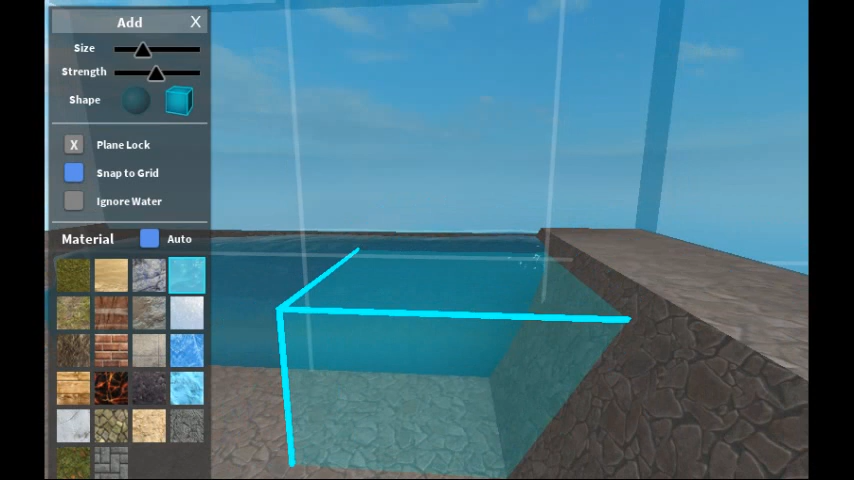 Add X
Size
Strength
Shape
X Plane Lock
Snap to Grid
Ignore Water
Material Auto